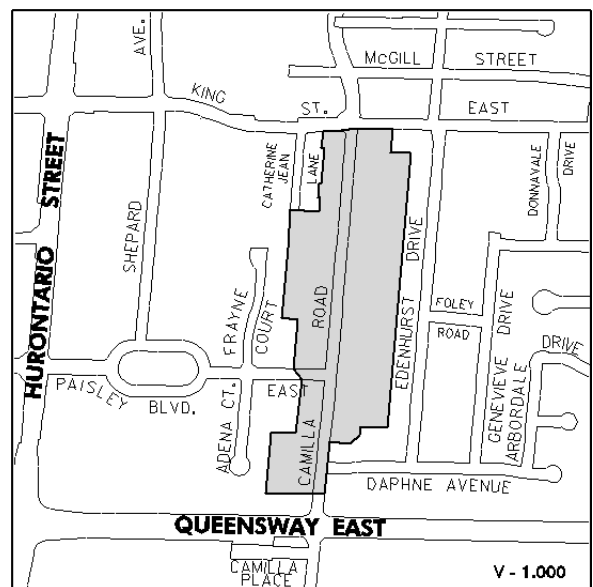 AVE.
McGILL STREET
KING ST. EAST
HURONTARIO STREET
SHEPARD
CATHERINE JEAN LANE
DONNAVALE DRIVE
FRAYNE COURT
CAMILLA ROAD
EDENHURST DRIVE
FOLEY ROAD
GENEVIEVE DRIVE
ARBORDALE DRIVE
PAISLEY BLVD. EAST
ADENA CT.
DAPHNE AVENUE
QUEENSWAY EAST
CAMILLA
PLACE
V - 1.000